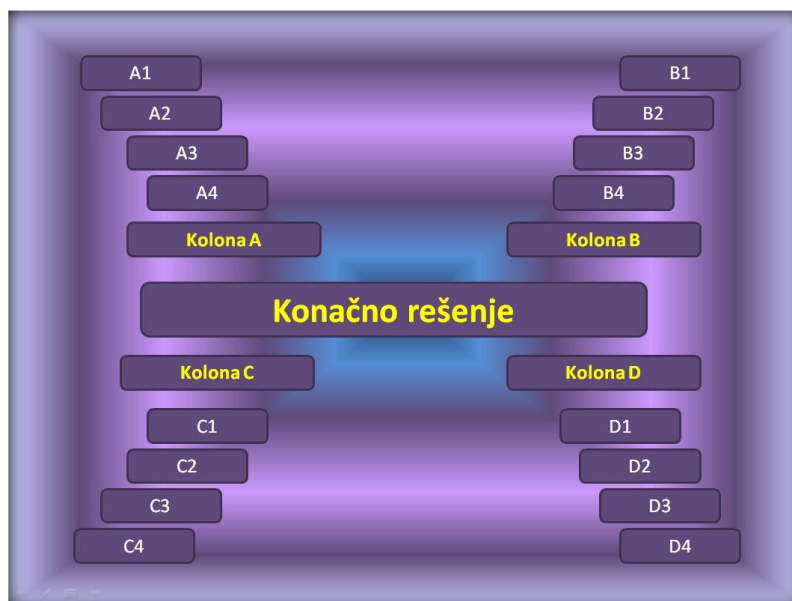 A1
B1
A2
B2
A3
B3
A4
B4
Kolona A
Kolona B
Konačno rešenje
Kolona C
Kolona D
C1
D1
C2
D2
C3
D3
C4
D4